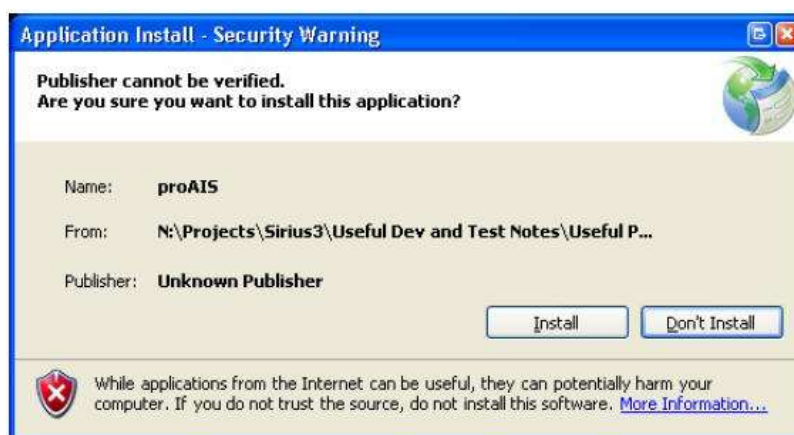 Application Install - Security Warning
Publisher cannot be verified.
Are you sure you want to install this application?
Name: proAIS
From: N:\Projects\Sirius3\Useful Dev and Test Notes\Useful P...
Publisher: Unknown Publisher
Install Don't Install
While applications from the Internet can be useful, they can potentially harm your
computer. If you do not trust the source, do not install this software. More Information...